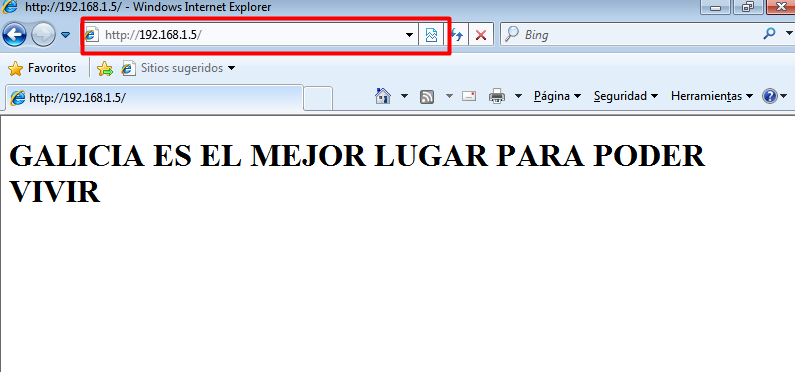 http://192.168.1.5/ - Windows Internet Explorer
http://192.168.1.5/
Bing
Favoritos
Sitios sugeridos
http://192.168.1.5/
Página
Seguridad
Herramientas
GALICIA ES EL MEJOR LUGAR PARA PODER
VIVIR